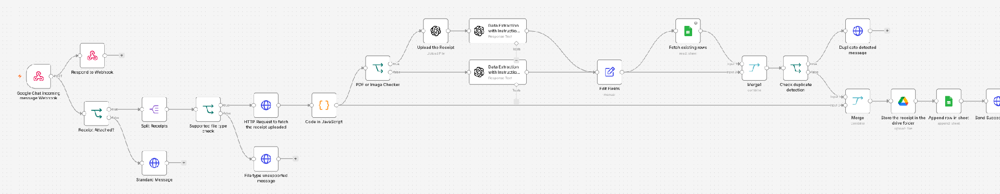 Google Chat incoming
message Webhook
POST
Respond to Webhook
Receipt Attached?
true
false
Standard Message
Split Receipts
Supported file type
check
true
false
HTTP Request to fetch
the receipt uploaded
File type unsupported
message
Code in JavaScript
PDF or Image Checker
true
false
Upload the Receipt
Upload File
Data Extraction
with Instructio...
Response Text
Tools
Data Extraction
with Instructio...
Response Text
Tools
Edit Fields
manual
Fetch existing rows
read: sheet
Input 1
Input 2
Merge1
combine
Check duplicate
detection
true
false
Duplicate detected
message
Input 1
Input 2
Merge
combine
Store the receipt in the
drive folder
upload: file
Append row in sheet
append: sheet
Send Succes